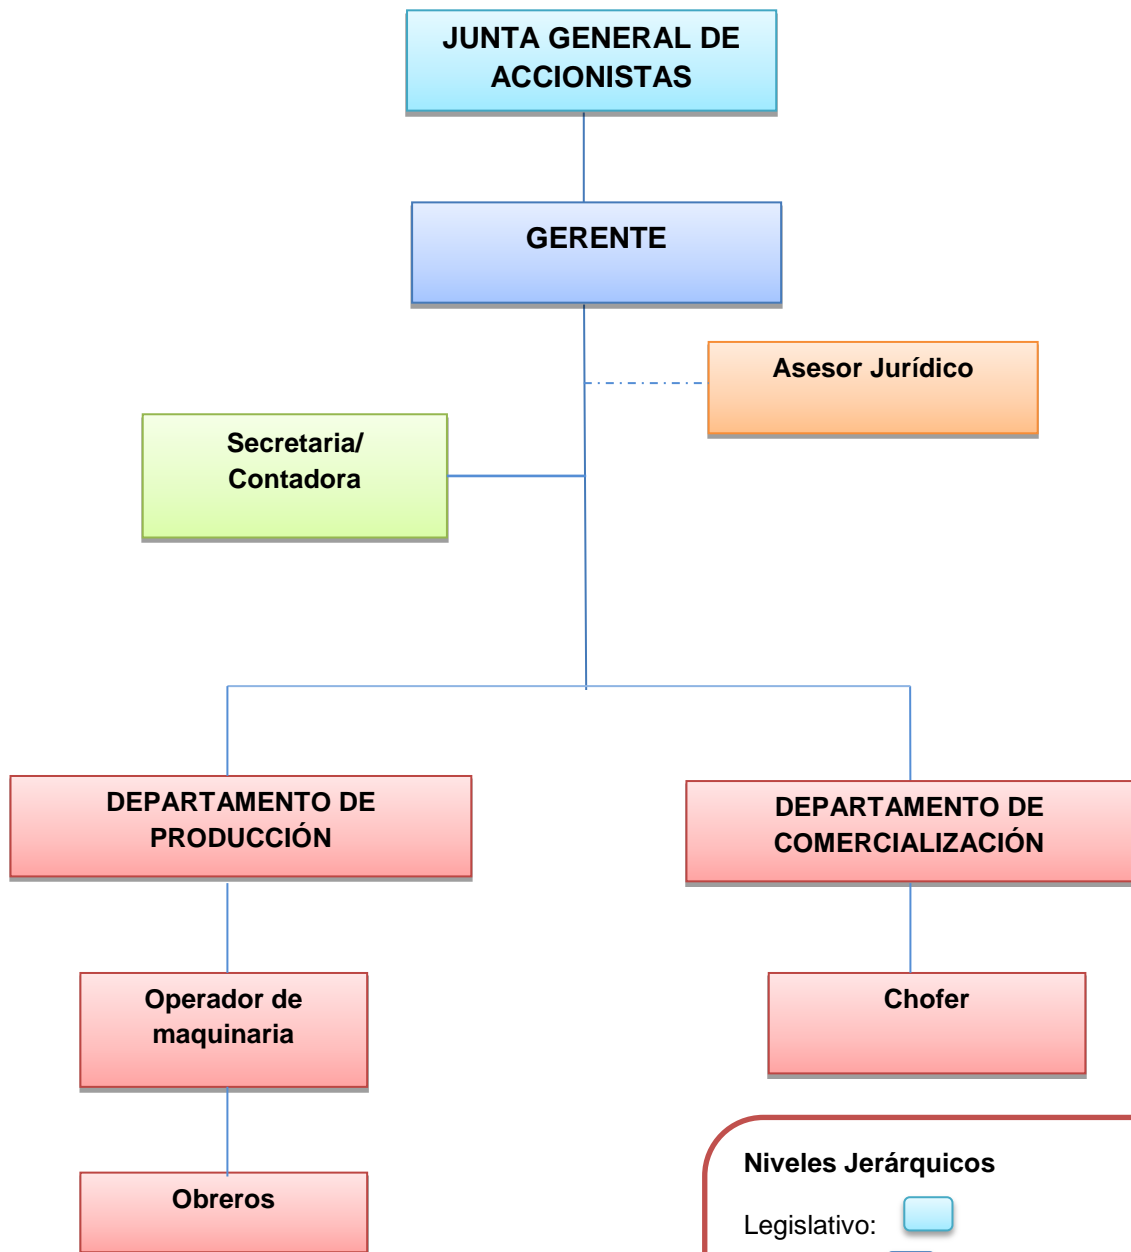 JUNTA GENERAL DE
ACCIONISTAS
GERENTE
Asesor Jurídico
Secretaria/
Contadora
DEPARTAMENTO DE
PRODUCCIÓN
DEPARTAMENTO DE
COMERCIALIZACIÓN
Operador de
maquinaria
Chofer
Obreros
Niveles Jerárquicos
Legislativo: